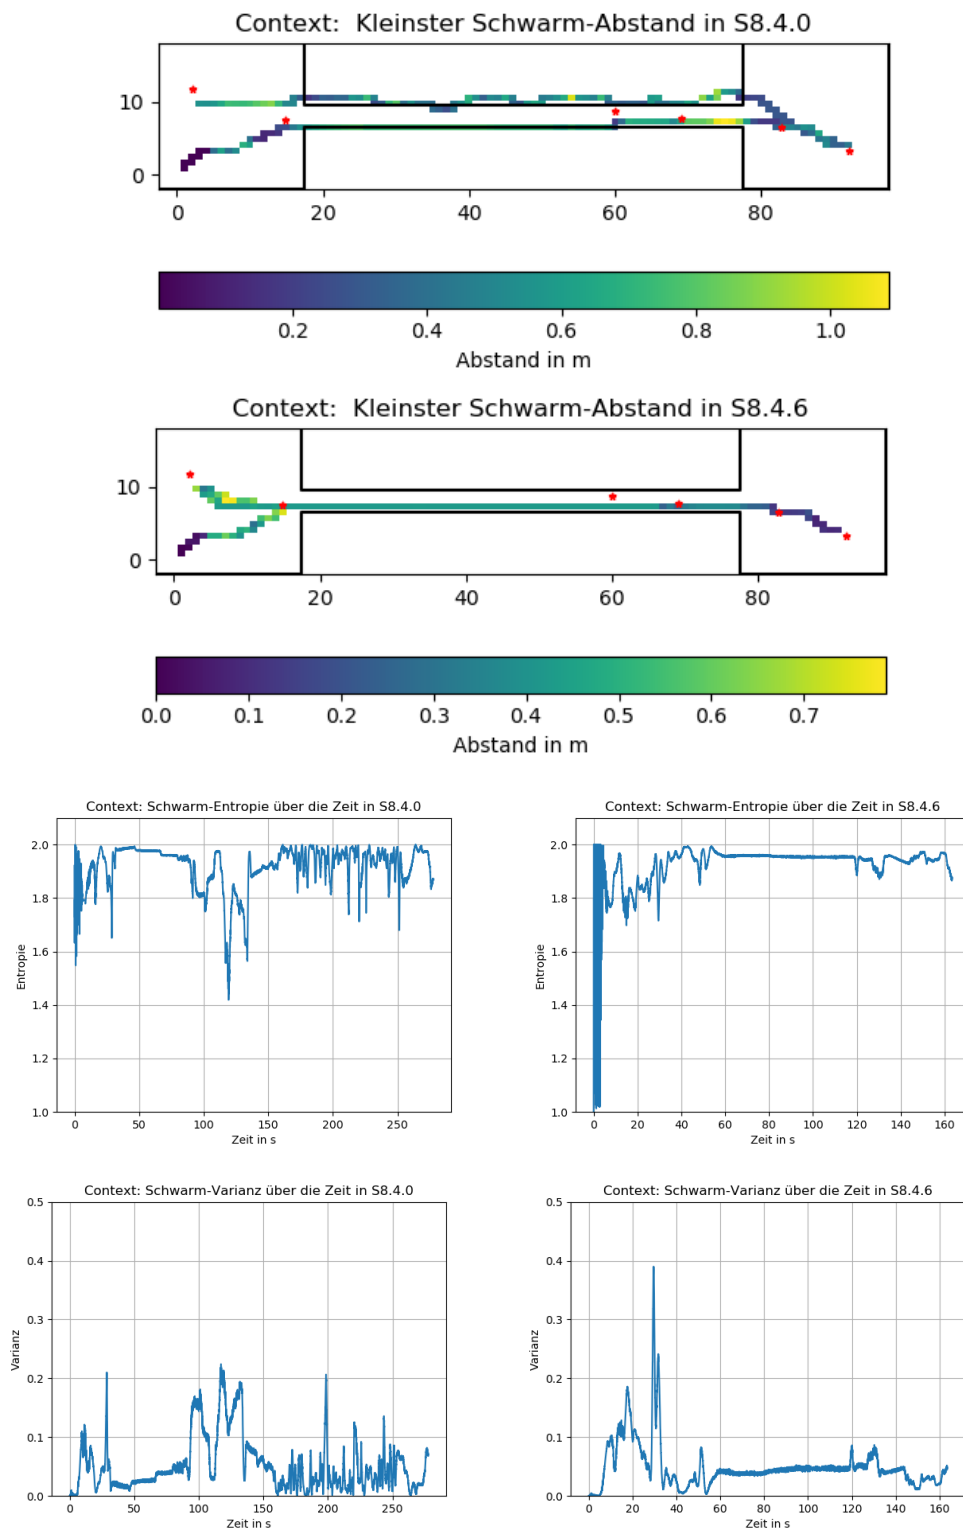 Context:  Kleinster Schwarm-Abstand in S8.4.0
10
0
0 20 40 60 80
0.2 0.4 0.6 0.8 1.0
Abstand in m
Context:  Kleinster Schwarm-Abstand in S8.4.6
10
0
0 20 40 60 80
0.0 0.1 0.2 0.3 0.4 0.5 0.6 0.7
Abstand in m
Context: Schwarm-Entropie über die Zeit in S8.4.0
2.0
1.8
1.6
1.4
1.2
1.0
Entropie
0 50 100 150 200 250
Zeit in s
Context: Schwarm-Entropie über die Zeit in S8.4.6
2.0
1.8
1.6
1.4
1.2
1.0
Entropie
0 20 40 60 80 100 120 140 160
Zeit in s
Context: Schwarm-Varianz über die Zeit in S8.4.0
0.5
0.4
0.3
0.2
0.1
0.0
Varianz
0 50 100 150 200 250
Zeit in s
Context: Schwarm-Varianz über die Zeit in S8.4.6
0.5
0.4
0.3
0.2
0.1
0.0
Varianz
0 20 40 60 80 100 120 140 160
Zeit in s